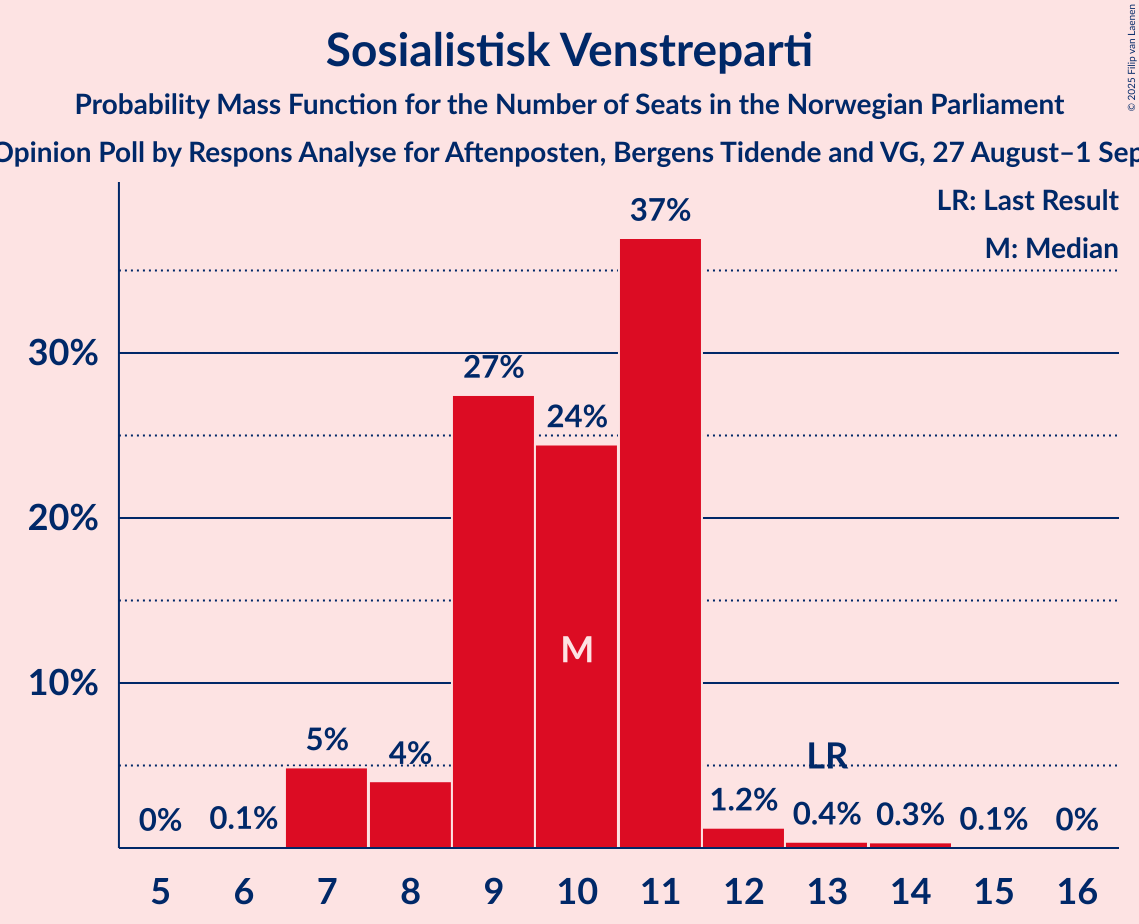 Sosialistisk Venstreparti
Probability Mass Function for the Number of Seats in the Norwegian Parliament
Opinion Poll by Respons Analyse for Aftenposten, Bergens Tidende and VG, 27 August–1 Sep
© 2025 Filip van Laenen
LR: Last Result
M: Median
37%
30%
27%
24%
20%
M
10%
5%
4%
LR
0%
0.1%
1.2%
0.4%
0.3%
0.1%
0%
5 6 7 8 9 10 11 12 13 14 15 16